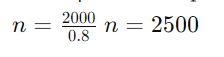 n = 2000/0.8 n = 2500